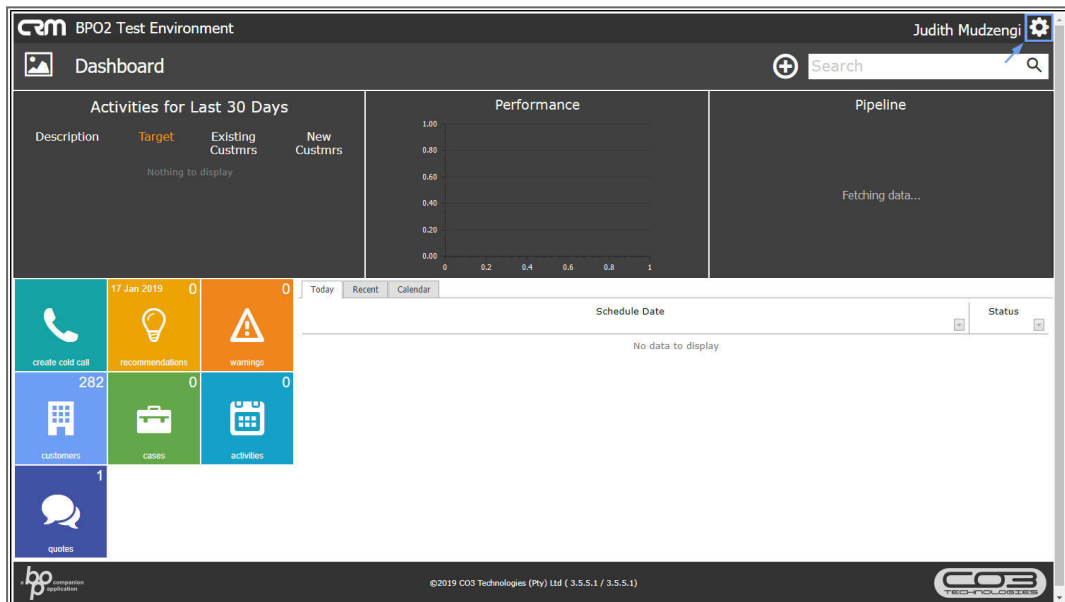 CRM BPO2 Test Environment
Judith Mudzengi
Dashboard
Search
Activities for Last 30 Days
Description Target Existing Custmrs New Custmrs
Nothing to display
Performance
1.00
0.80
0.60
0.40
0.20
0.00
0 0.2 0.4 0.6 0.8 1
Pipeline
Fetching data...
create cold call
17 Jan 2019 0
recommendations
0
warnings
282
customers
0
cases
0
activities
1
quotes
Today Recent Calendar
Schedule Date Status
No data to display
a bpo companion application
©2019 CO3 Technologies (Pty) Ltd ( 3.5.5.1 / 3.5.5.1)
CO3
TECHNOLOGIES